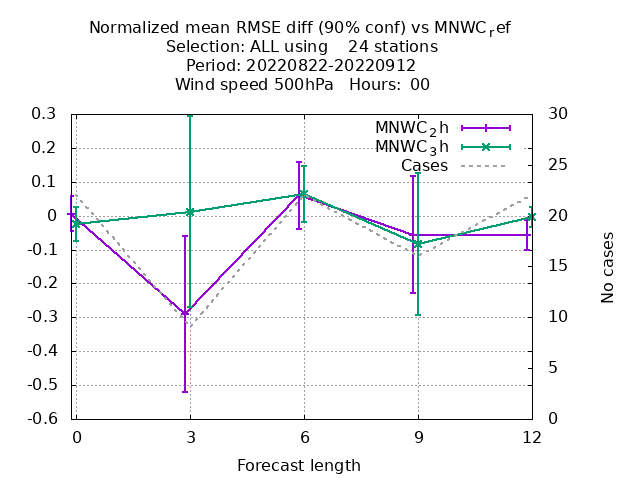 Normalized mean RMSE diff (90% conf) vs MNWC_ref
Selection: ALL using 24 stations
Period: 20220822-20220912
Wind speed 500hPa Hours: 00
MNWC_2h
MNWC_3h
Cases
0.3
0.2
0.1
0
-0.1
-0.2
-0.3
-0.4
-0.5
-0.6
30
25
20
15
10
5
0
No cases
0 3 6 9 12
Forecast length